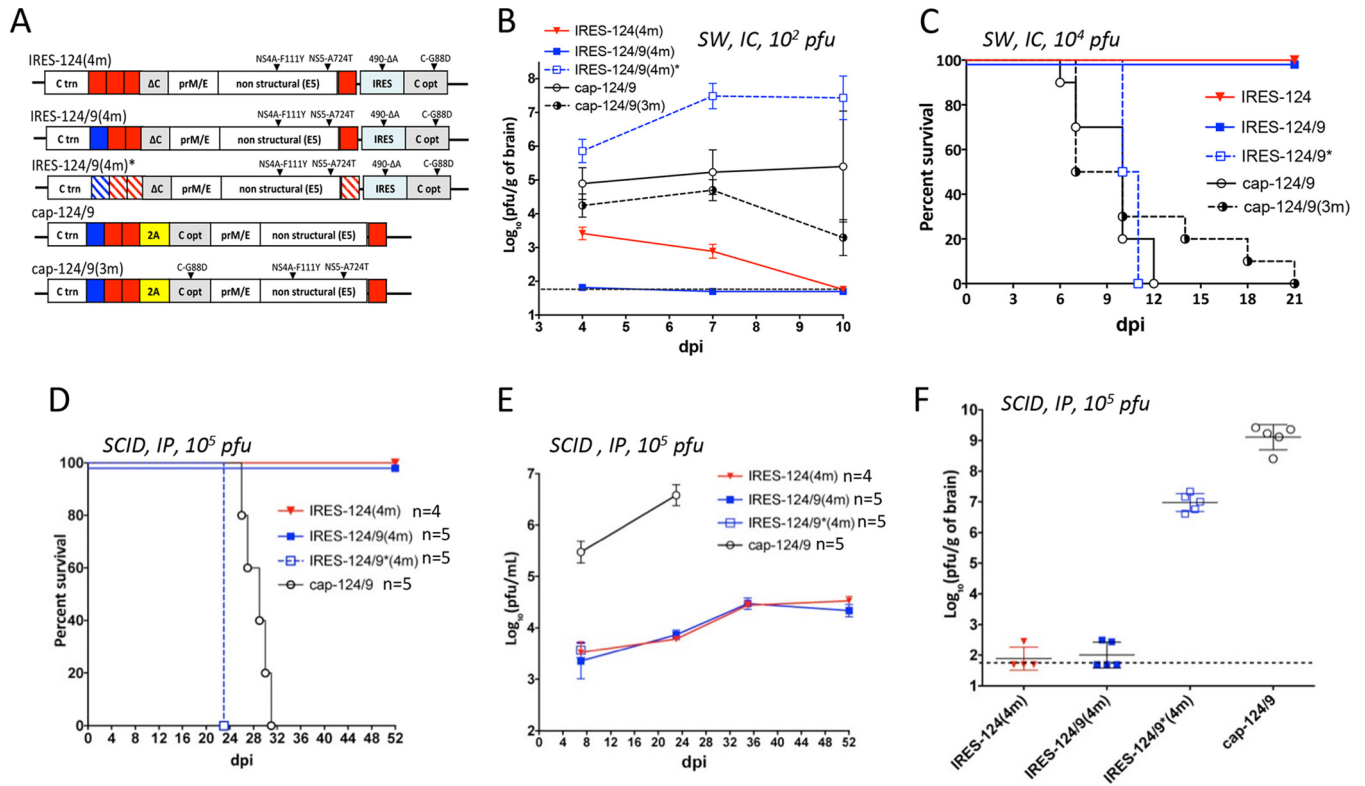 A
IRES-124(4m)
NS4A-F111Y NS5-A724T 490-ΔA C-G88D
C trn ΔC prM/E non structural (E5) IRES C opt
IRES-124/9(4m)
NS4A-F111Y NS5-A724T 490-ΔA C-G88D
C trn ΔC prM/E non structural (E5) IRES C opt
IRES-124/9(4m)*
NS4A-F111Y NS5-A724T 490-ΔA C-G88D
C trn ΔC prM/E non structural (E5) IRES C opt
cap-124/9
C trn 2A C opt prM/E non structural (E5)
cap-124/9(3m)
C-G88D NS4A-F111Y NS5-A724T
C trn 2A C opt prM/E non structural (E5)
B
IRES-124(4m)
IRES-124/9(4m)
IRES-124/9(4m)*
cap-124/9
cap-124/9(3m)
SW, IC, 10² pfu
Log₁₀(pfu/g of brain)
9
8
7
6
5
4
3
2
1
3 4 5 6 7 8 9 10
dpi
C
SW, IC, 10⁴ pfu
Percent survival
100
80
60
40
20
0
0 3 6 9 12 15 18 21
dpi
IRES-124
IRES-124/9
IRES-124/9*
cap-124/9
cap-124/9(3m)
D
SCID, IP, 10⁵ pfu
Percent survival
100
80
60
40
20
0
0 4 8 12 16 20 24 28 32 36 40 44 48 52
dpi
IRES-124(4m) n=4
IRES-124/9(4m) n=5
IRES-124/9*(4m) n=5
cap-124/9 n=5
E
SCID , IP, 10⁵ pfu
Log₁₀(pfu/mL)
7
6
5
4
3
2
0 4 8 12 16 20 24 28 32 36 40 44 48 52
dpi
IRES-124(4m) n=4
IRES-124/9(4m) n=5
IRES-124/9*(4m) n=5
cap-124/9 n=5
F
SCID, IP, 10⁵ pfu
Log₁₀(pfu/g of brain)
10
9
8
7
6
5
4
3
2
1
IRES-124(4m)
IRES-124/9(4m)
IRES-124/9*(4m)
cap-124/9